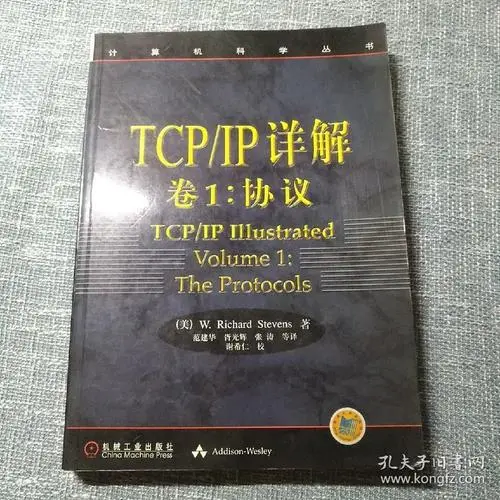 计算机科学丛书
TCP/IP 详解
卷1:协议
TCP/IP Illustrated
Volume 1:
The Protocols
(美) W. Richard Stevens 著
范建华 胥光辉 张涛 等译
谢希仁 校
机械工业出版社
China Machine Press
Addison-Wesley
孔夫子旧书网
www.kongfz.com